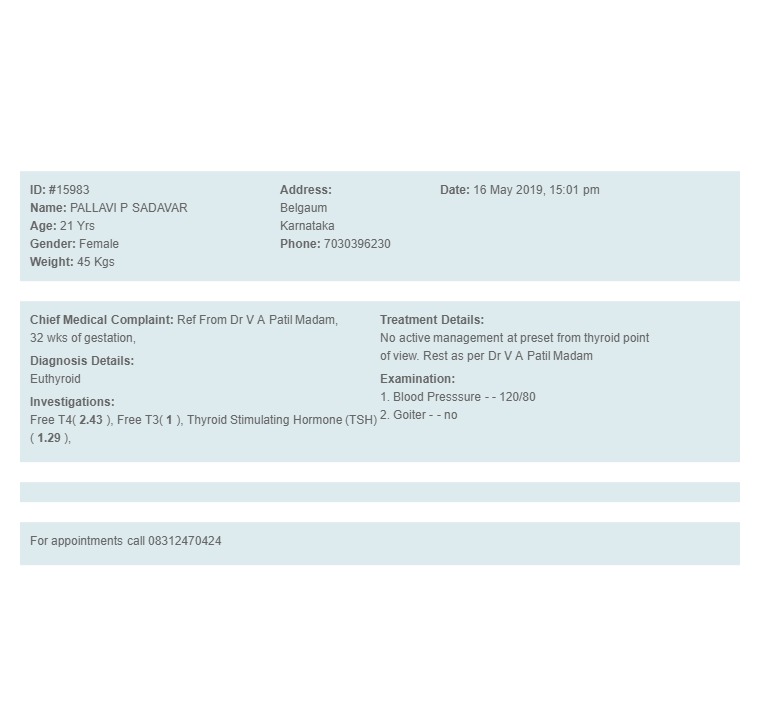 ID: #15983
Name: PALLAVI P SADAVAR
Age: 21 Yrs
Gender: Female
Weight: 45 Kgs
Address:
Belgaum
Karnataka
Phone: 7030396230
Date: 16 May 2019, 15:01 pm
Chief Medical Complaint: Ref From Dr V A Patil Madam,
32 wks of gestation,
Diagnosis Details:
Euthyroid
Investigations:
Free T4( 2.43 ), Free T3( 1 ), Thyroid Stimulating Hormone (TSH)
( 1.29 ),
Treatment Details:
No active management at preset from thyroid point
of view. Rest as per Dr V A Patil Madam
Examination:
1. Blood Presssure - - 120/80
2. Goiter - - no
For appointments call 08312470424